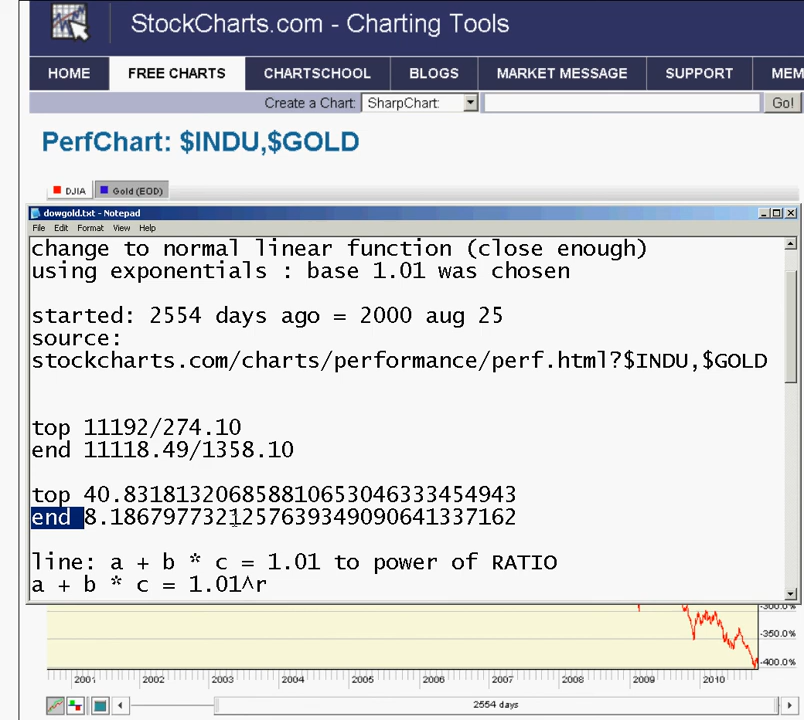 StockCharts.com - Charting Tools
HOME FREE CHARTS CHARTSCHOOL BLOGS MARKET MESSAGE SUPPORT MEM
Create a Chart: SharpChart: Go!
PerfChart: $INDU,$GOLD
DJIA Gold (EOD)
dowgold.txt - Notepad
File Edit Format View Help
change to normal linear function (close enough)
using exponentials : base 1.01 was chosen
started: 2554 days ago = 2000 aug 25
source:
stockcharts.com/charts/performance/perf.html?$INDU,$GOLD
top 11192/274.10
end 11118.49/1358.10
top 40.831813206858810653046333454943
end 8.1867977321257639349090641337162
line: a + b * c = 1.01 to power of RATIO
a + b * c = 1.01^r
-300.0%
-350.0%
-400.0%
2001 2002 2003 2004 2005 2006 2007 2008 2009 2010
2554 days